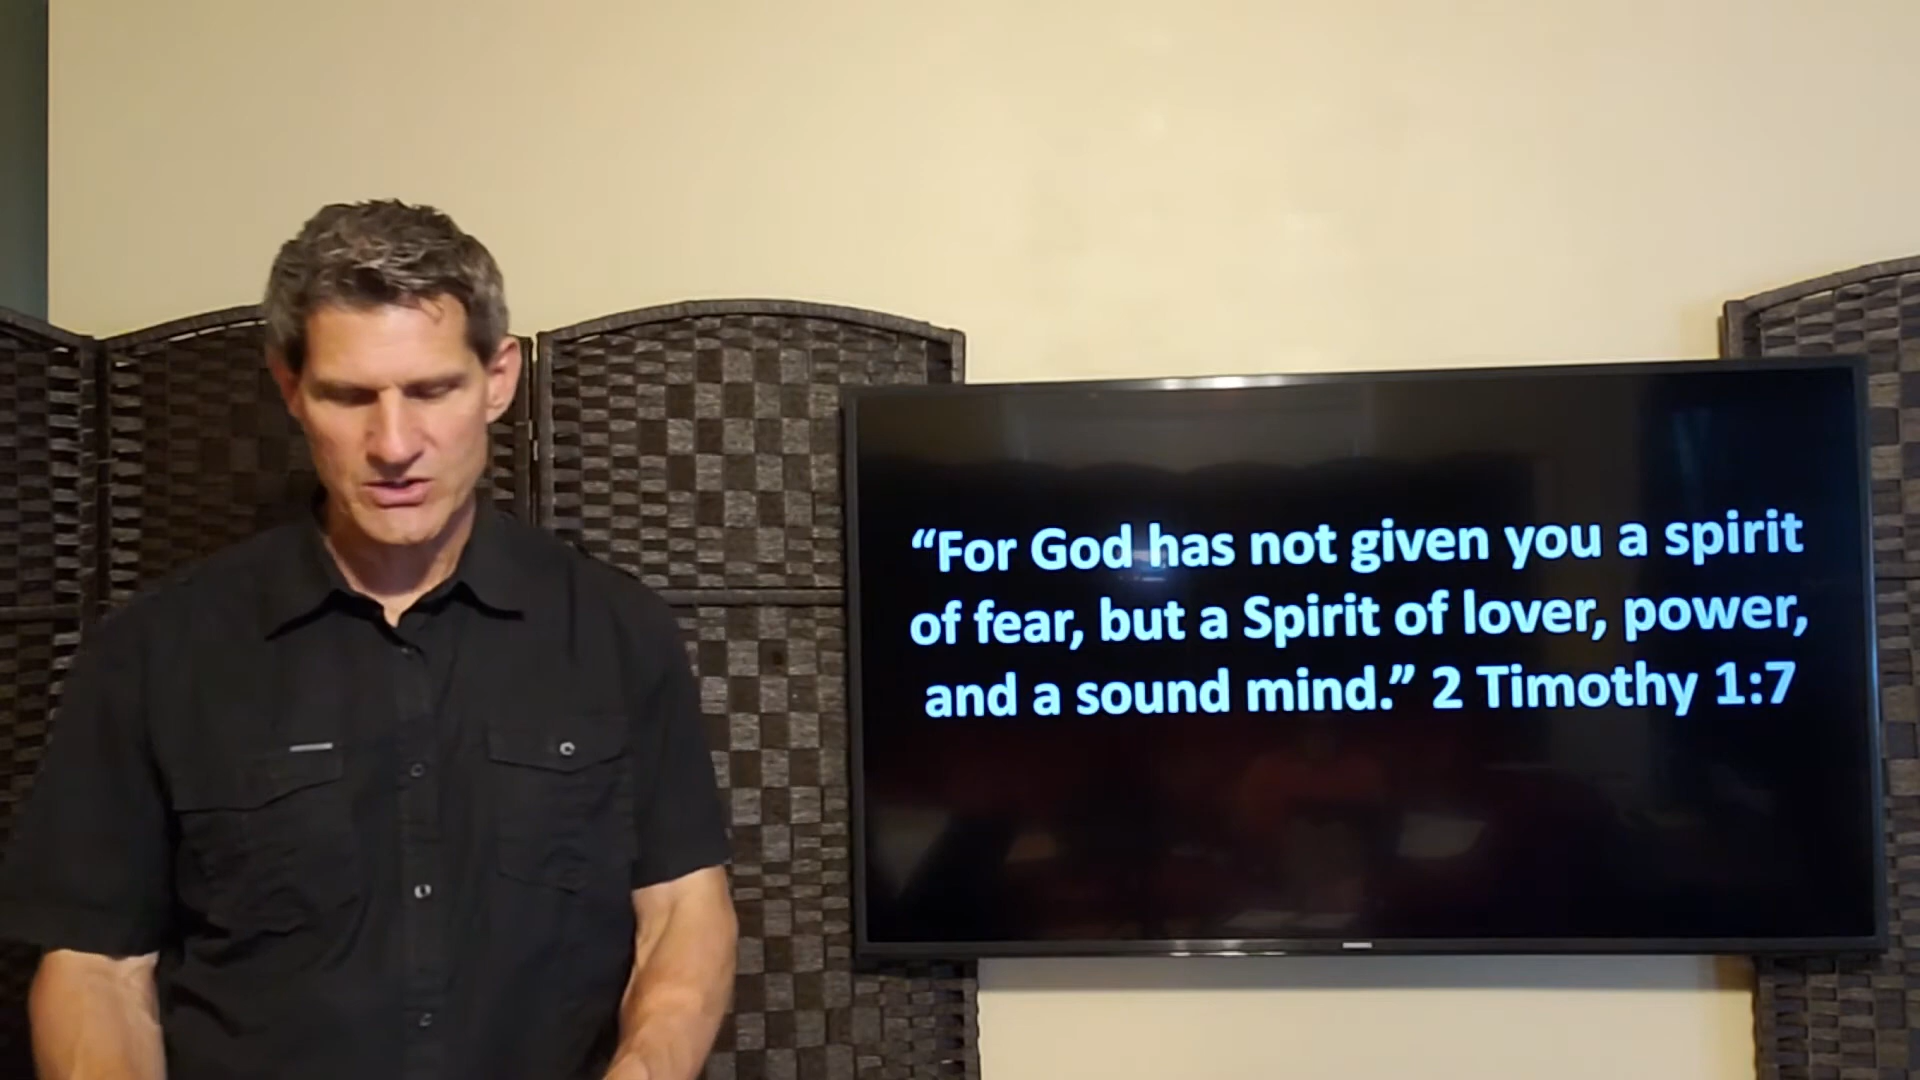 “For God has not given you a spirit
of fear, but a Spirit of lover, power,
and a sound mind.” 2 Timothy 1:7